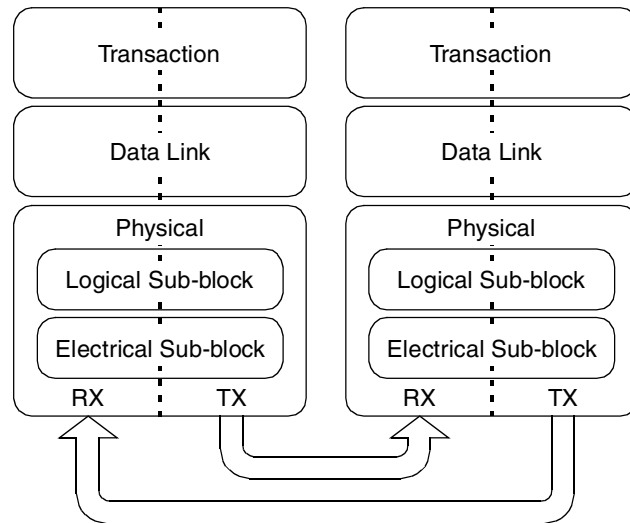 Transaction
Transaction
Data Link
Data Link
Physical
Physical
Logical Sub-block
Logical Sub-block
Electrical Sub-block
Electrical Sub-block
RX
TX
RX
TX